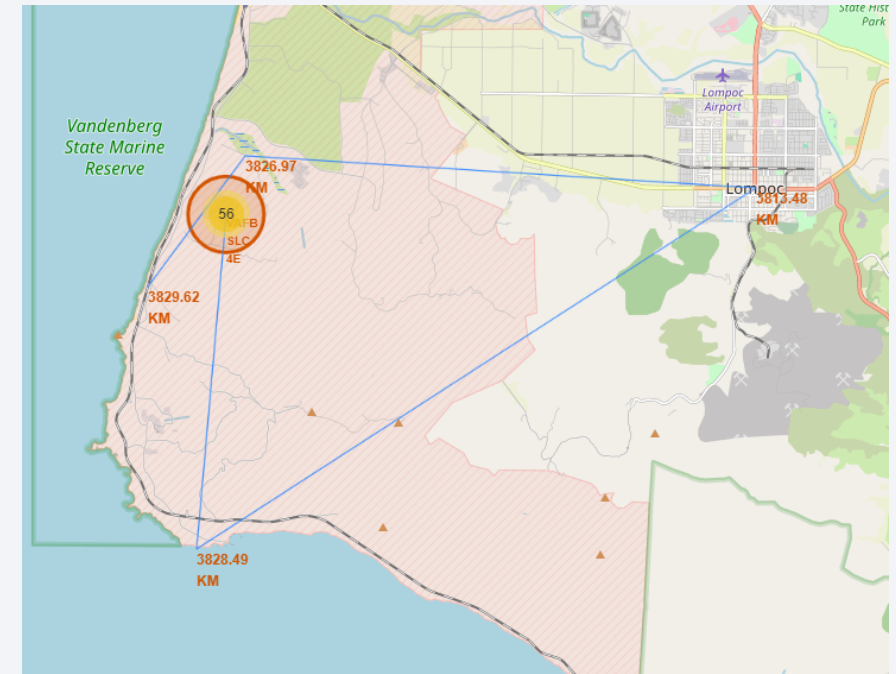 State Hist
Park
Lompoc
Airport
Vandenberg
State Marine
Reserve
3826.97
KM
Lompoc
3813.48
KM
56
AFB
SLC
4E
3829.62
KM
3828.49
KM